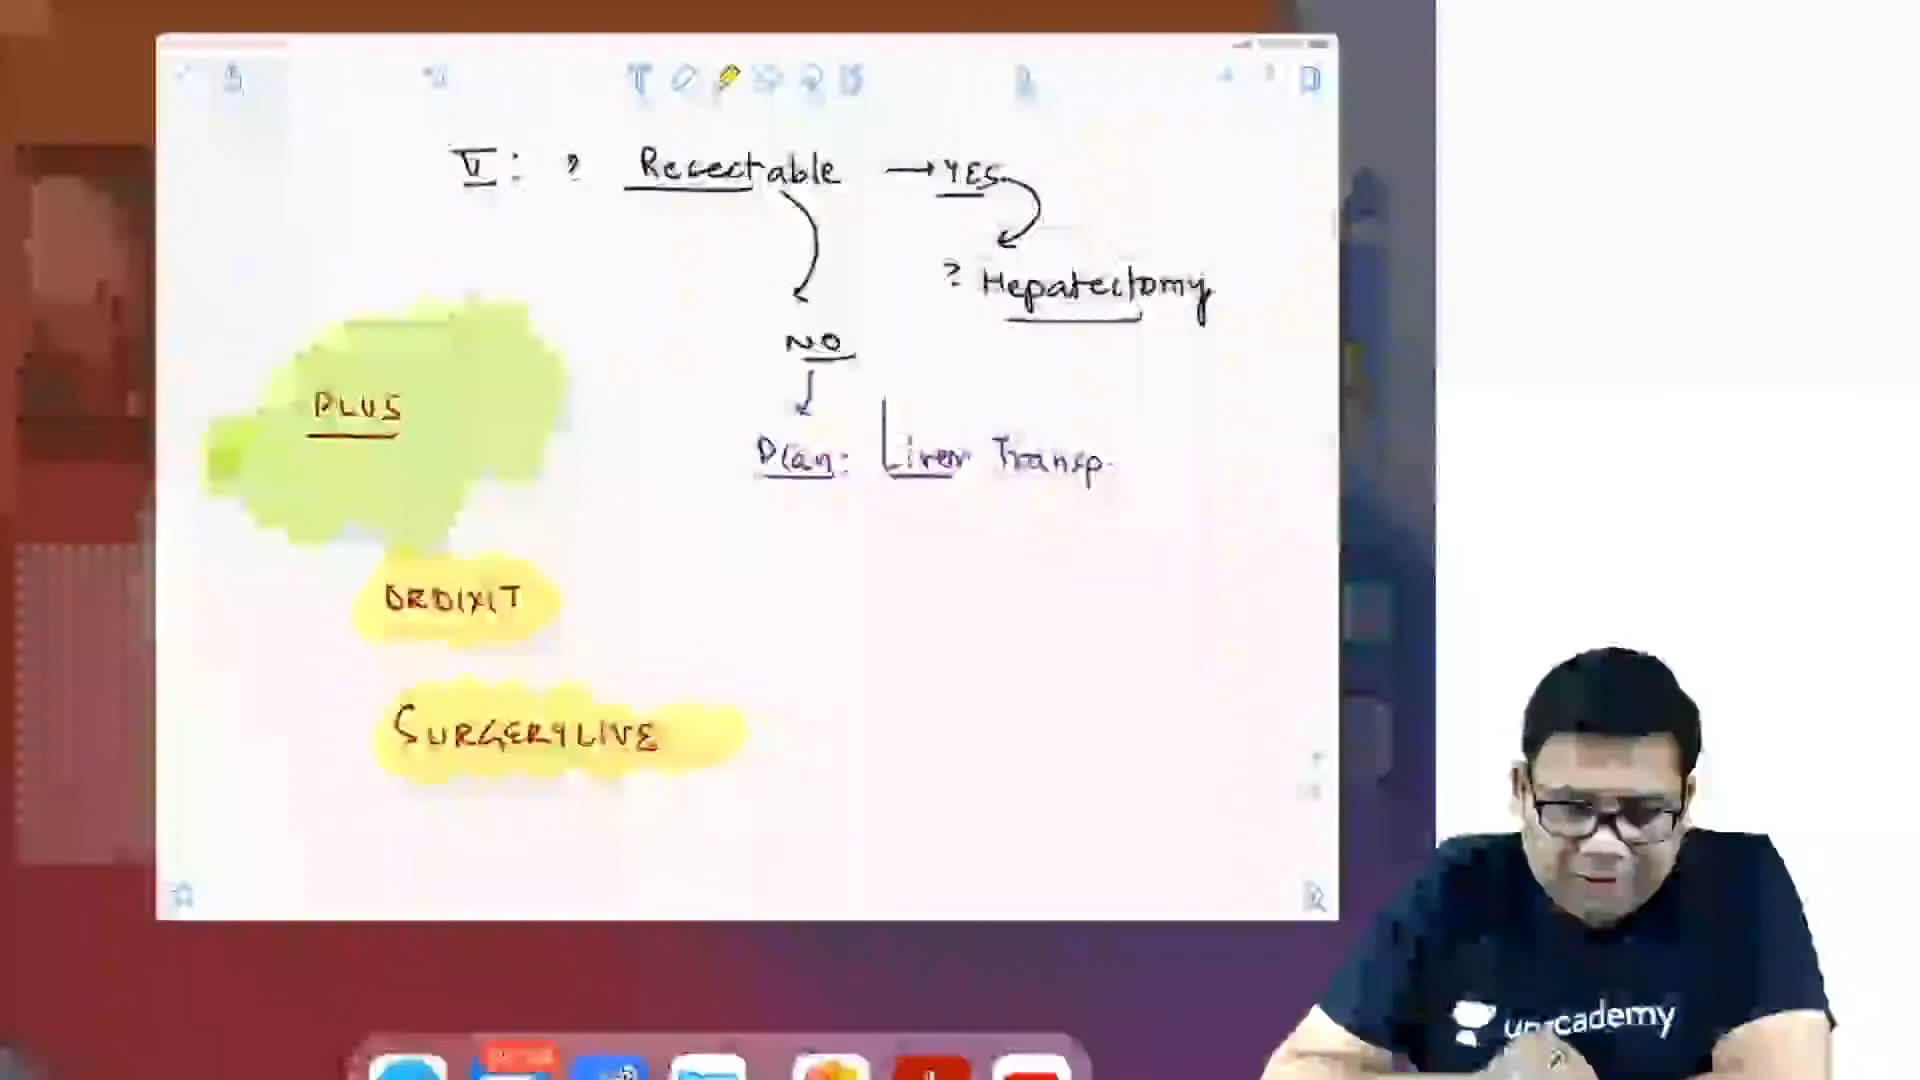 V: ? Resectable → YES
? Hepatectomy
NO
Plan: Liver Transp.
PLUS
DRDIXIT
SURGERYLIVE
unacademy